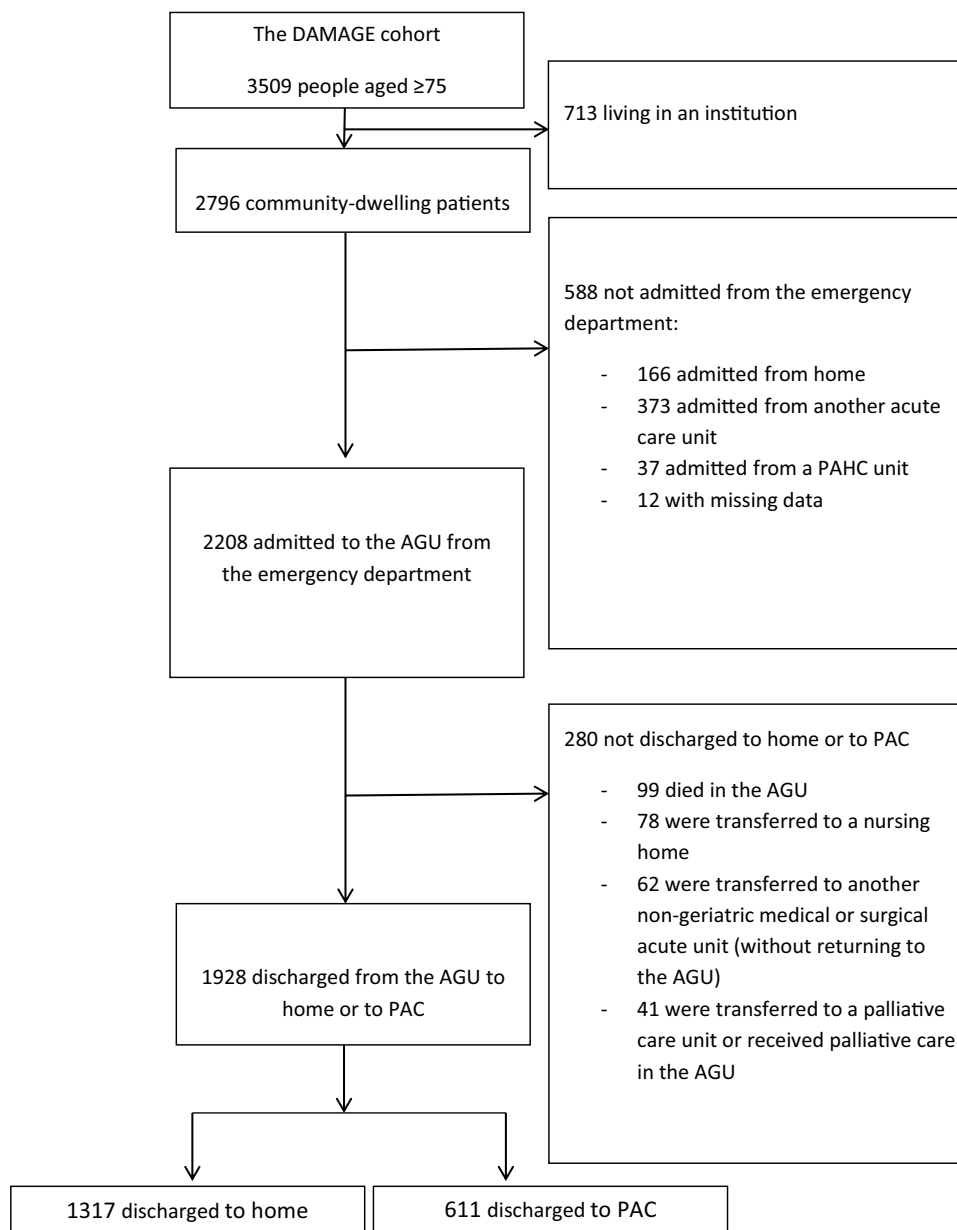 The DAMAGE cohort
3509 people aged ≥75
713 living in an institution
2796 community-dwelling patients
588 not admitted from the emergency
department:
- 166 admitted from home
- 373 admitted from another acute
care unit
- 37 admitted from a PAHC unit
- 12 with missing data
2208 admitted to the AGU from
the emergency department
280 not discharged to home or to PAC
- 99 died in the AGU
- 78 were transferred to a nursing
home
- 62 were transferred to another
non-geriatric medical or surgical
acute unit (without returning to
the AGU)
- 41 were transferred to a palliative
care unit or received palliative care
in the AGU
1928 discharged from the AGU to
home or to PAC
1317 discharged to home
611 discharged to PAC